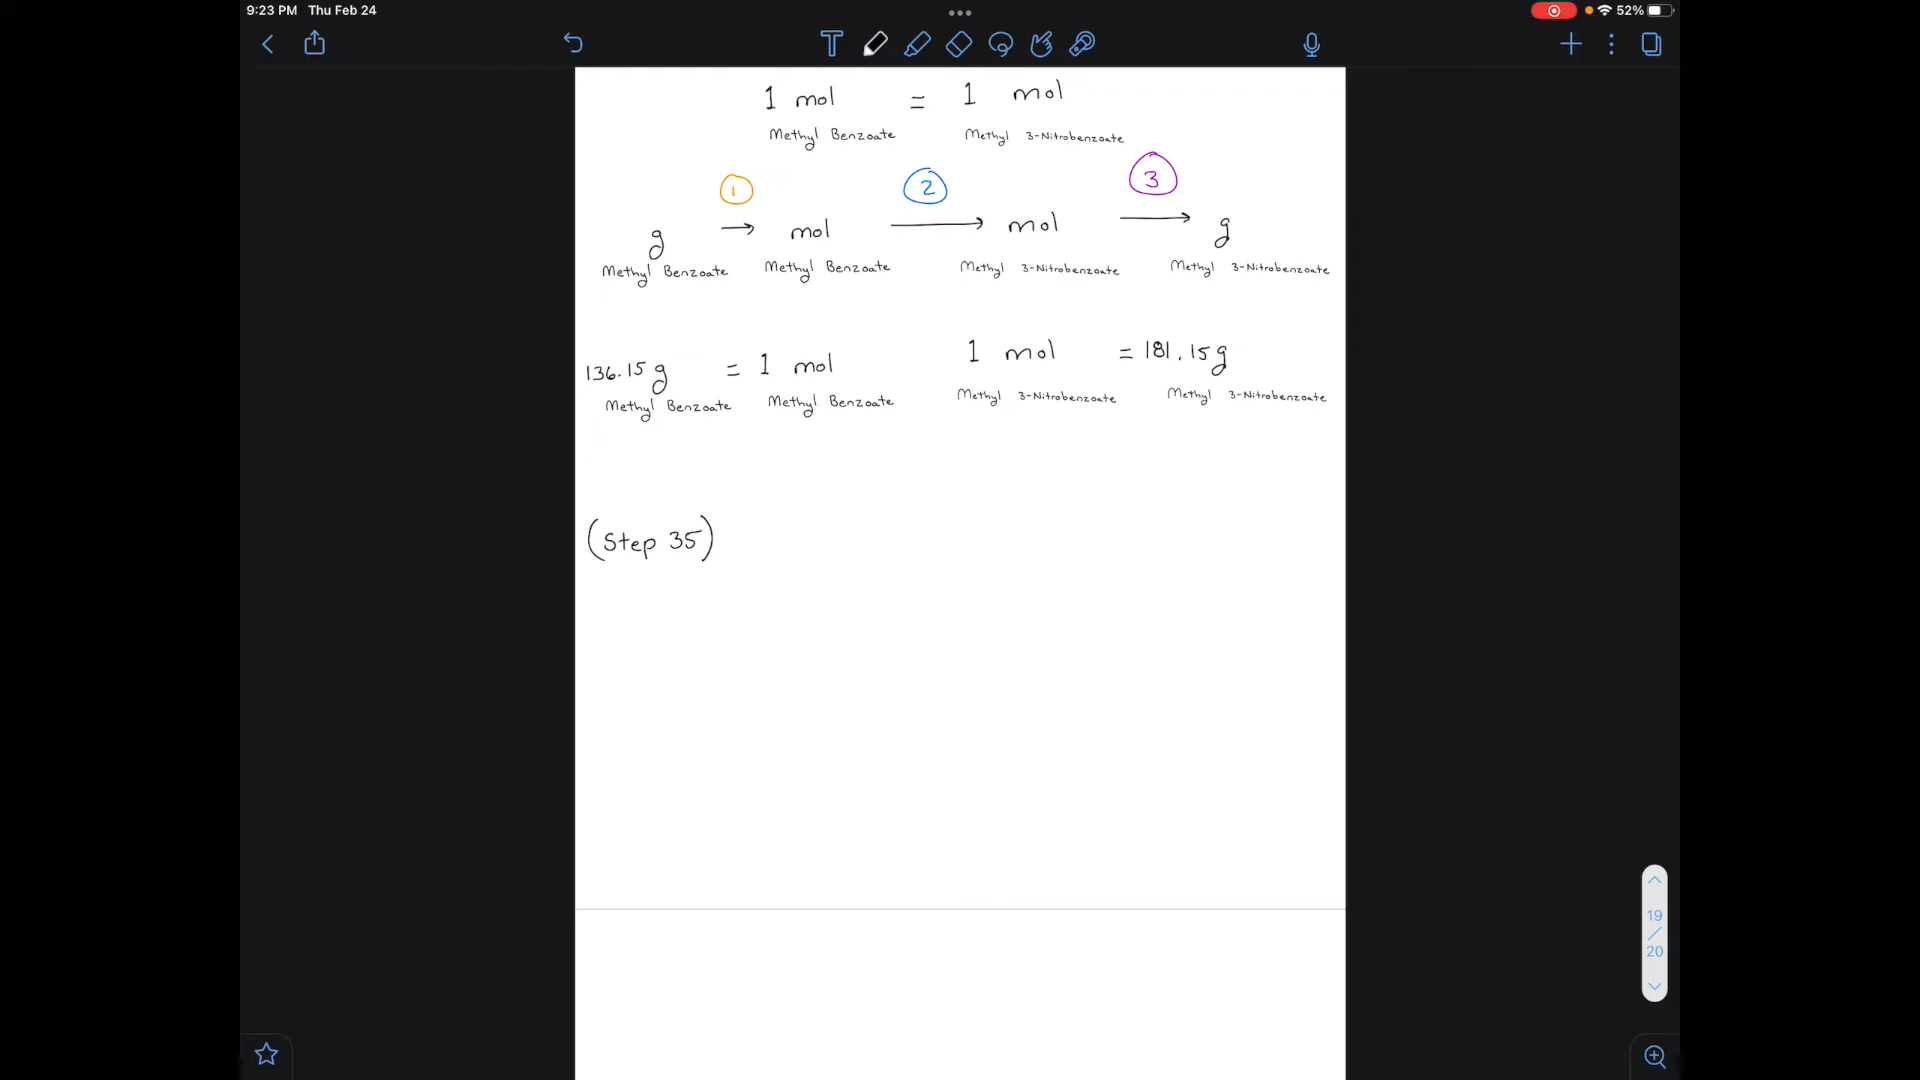 9:23 PM Thu Feb 24
52%
1 mol = 1 mol
Methyl Benzoate Methyl 3-Nitrobenzoate
1 2 3
g → mol → mol → g
Methyl Benzoate Methyl Benzoate Methyl 3-Nitrobenzoate Methyl 3-Nitrobenzoate
136.15 g = 1 mol 1 mol = 181.15 g
Methyl Benzoate Methyl Benzoate Methyl 3-Nitrobenzoate Methyl 3-Nitrobenzoate
(Step 35)
19
/
20